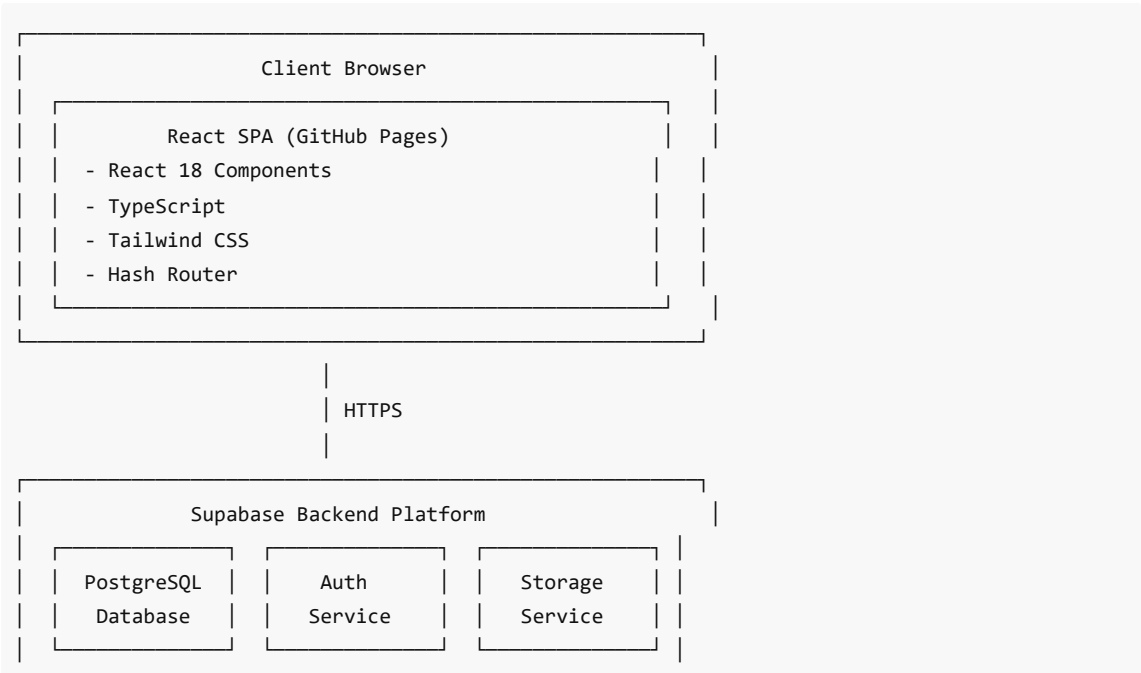 Client Browser
React SPA (GitHub Pages)
- React 18 Components
- TypeScript
- Tailwind CSS
- Hash Router
HTTPS
Supabase Backend Platform
PostgreSQL Auth Storage
Database Service Service